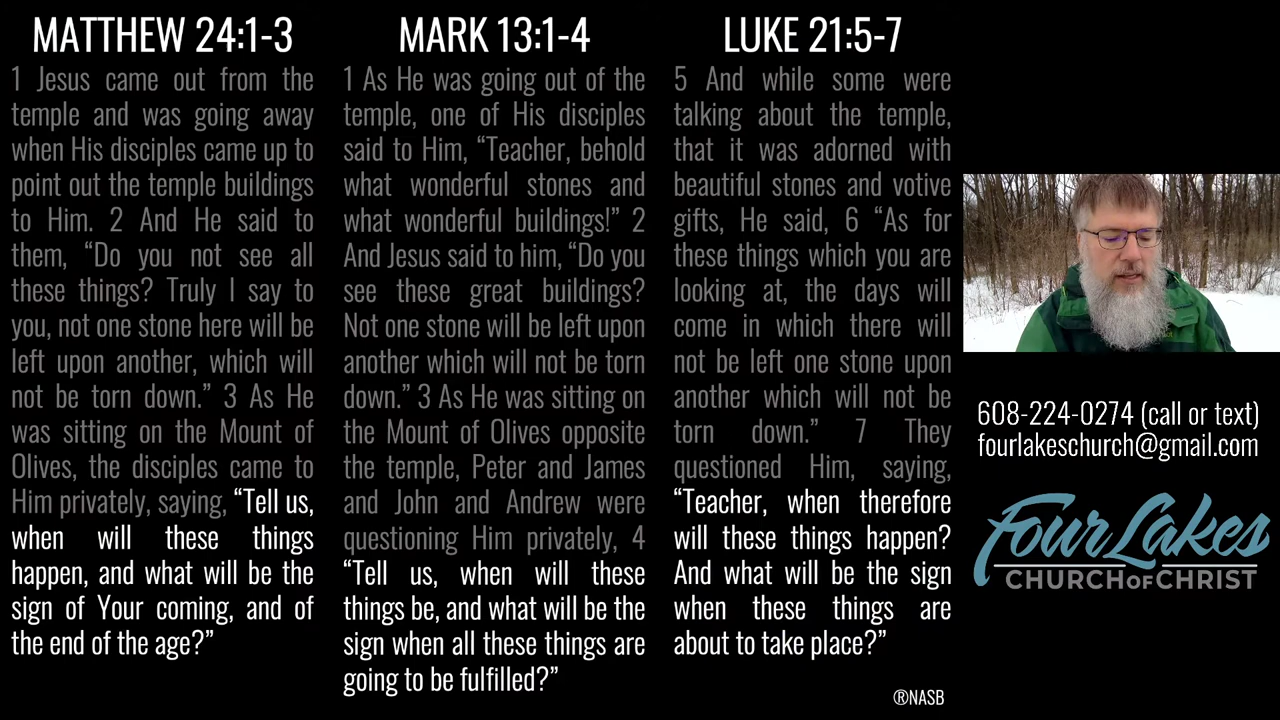 MATTHEW 24:1-3
1 Jesus came out from the
temple and was going away
when His disciples came up to
point out the temple buildings
to Him. 2 And He said to
them, “Do you not see all
these things? Truly I say to
you, not one stone here will be
left upon another, which will
not be torn down.” 3 As He
was sitting on the Mount of
Olives, the disciples came to
Him privately, saying, “Tell us,
when will these things
happen, and what will be the
sign of Your coming, and of
the end of the age?”
MARK 13:1-4
1 As He was going out of the
temple, one of His disciples
said to Him, “Teacher, behold
what wonderful stones and
what wonderful buildings!” 2
And Jesus said to him, “Do you
see these great buildings?
Not one stone will be left upon
another which will not be torn
down.” 3 As He was sitting on
the Mount of Olives opposite
the temple, Peter and James
and John and Andrew were
questioning Him privately, 4
“Tell us, when will these
things be, and what will be the
sign when all these things are
going to be fulfilled?”
LUKE 21:5-7
5 And while some were
talking about the temple,
that it was adorned with
beautiful stones and votive
gifts, He said, 6 “As for
these things which you are
looking at, the days will
come in which there will
not be left one stone upon
another which will not be
torn down.” 7 They
questioned Him, saying,
“Teacher, when therefore
will these things happen?
And what will be the sign
when these things are
about to take place?”
®NASB
608-224-0274 (call or text)
fourlakeschurch@gmail.com
Four Lakes
CHURCH OF CHRIST